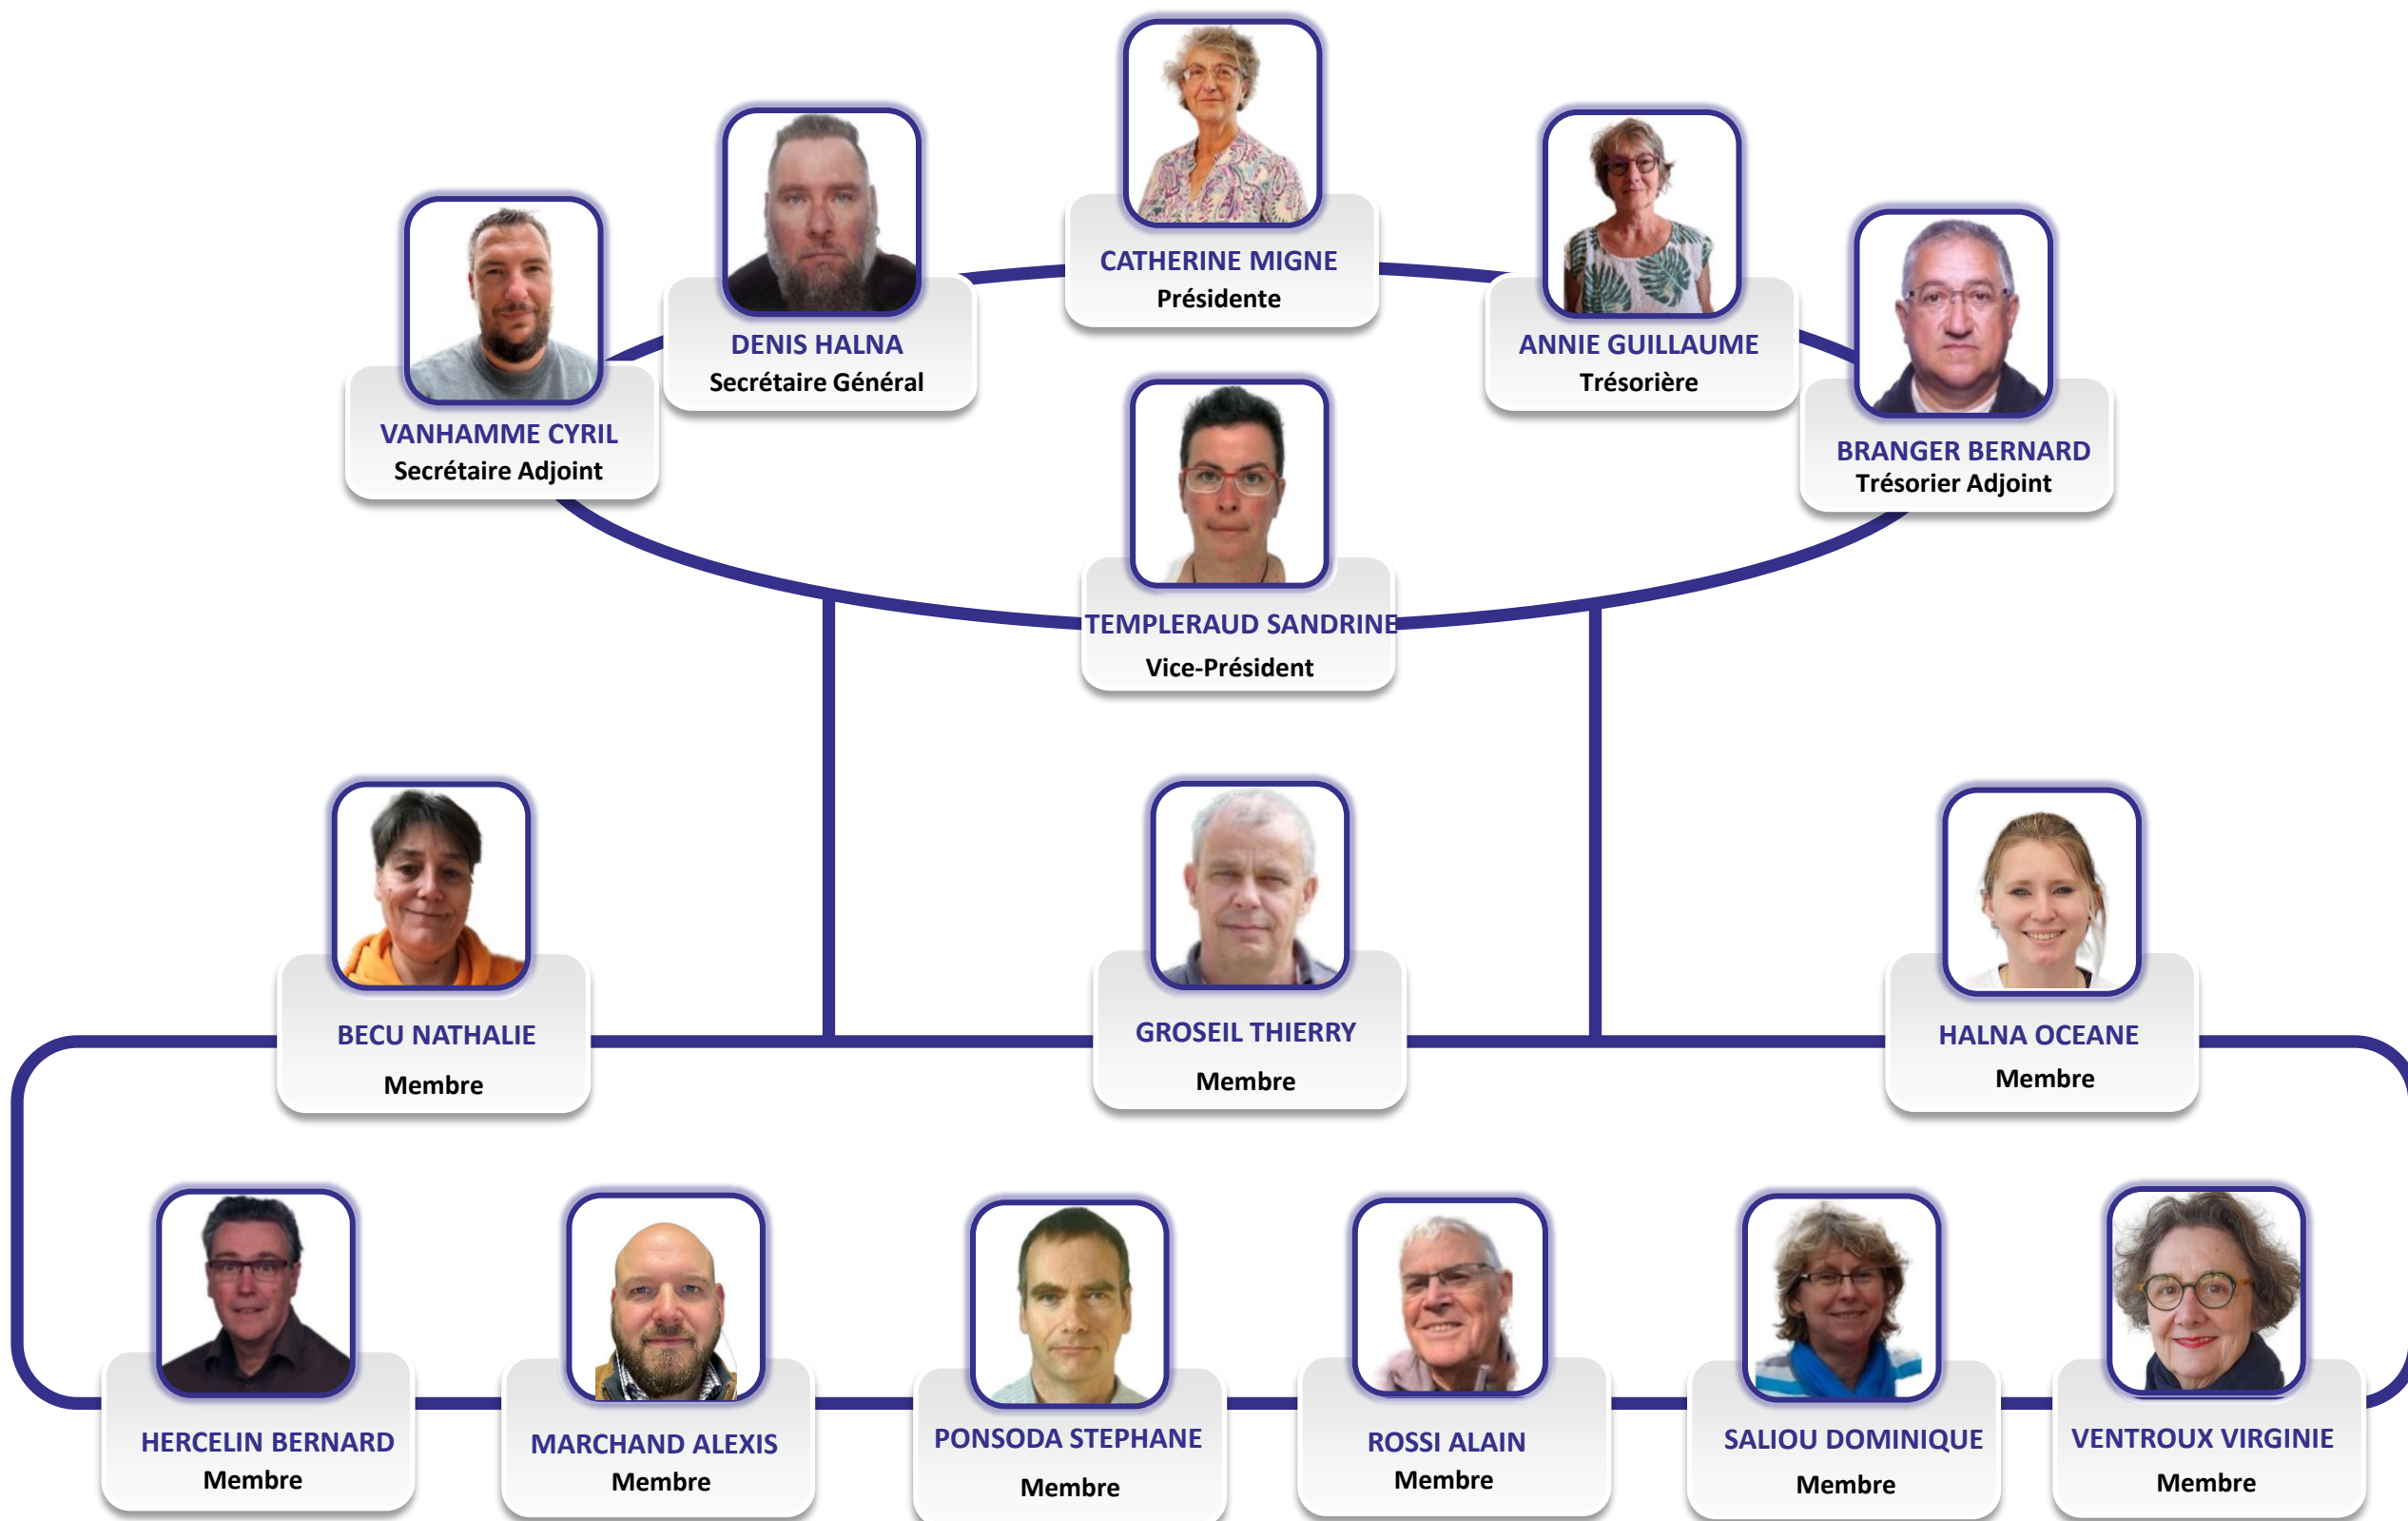 CATHERINE MIGNE
Présidente
DENIS HALNA
Secrétaire Général
ANNIE GUILLAUME
Trésorière
VANHAMME CYRIL
Secrétaire Adjoint
BRANGER BERNARD
Trésorier Adjoint
TEMPLERAUD SANDRINE
Vice-Président
BECU NATHALIE
Membre
GROSEIL THIERRY
Membre
HALNA OCEANE
Membre
HERCELIN BERNARD
Membre
MARCHAND ALEXIS
Membre
PONSODA STEPHANE
Membre
ROSSI ALAIN
Membre
SALIOU DOMINIQUE
Membre
VENTROUX VIRGINIE
Membre